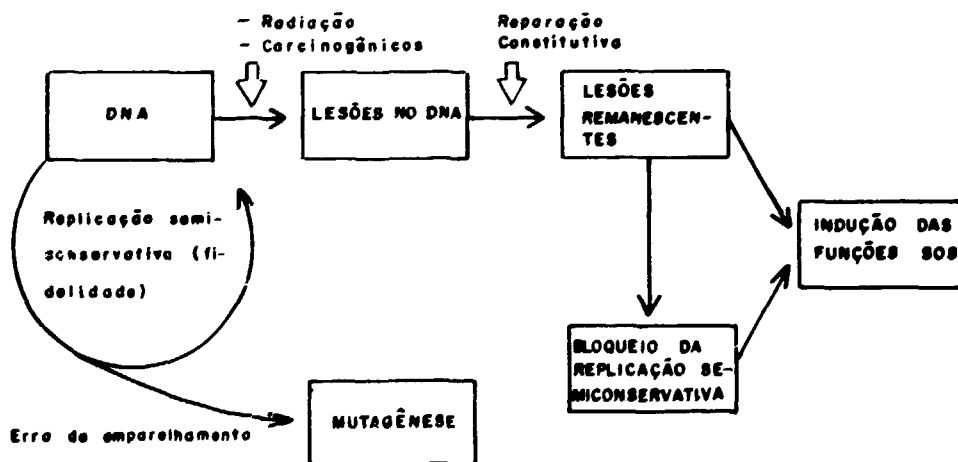 - Radiação
- Carcinogênicos
Reparação
Constitutiva
DNA
LESÕES NO DNA
LESÕES
REMANESCEN-
TES
Replicação semi-
conservativa (fi-
delidade)
INDUÇÃO DAS
FUNÇÕES SOS
BLOQUEIO DA
REPLICAÇÃO SE-
MICONSERVATIVA
Erro de emparelhamento
MUTAGÊNESE